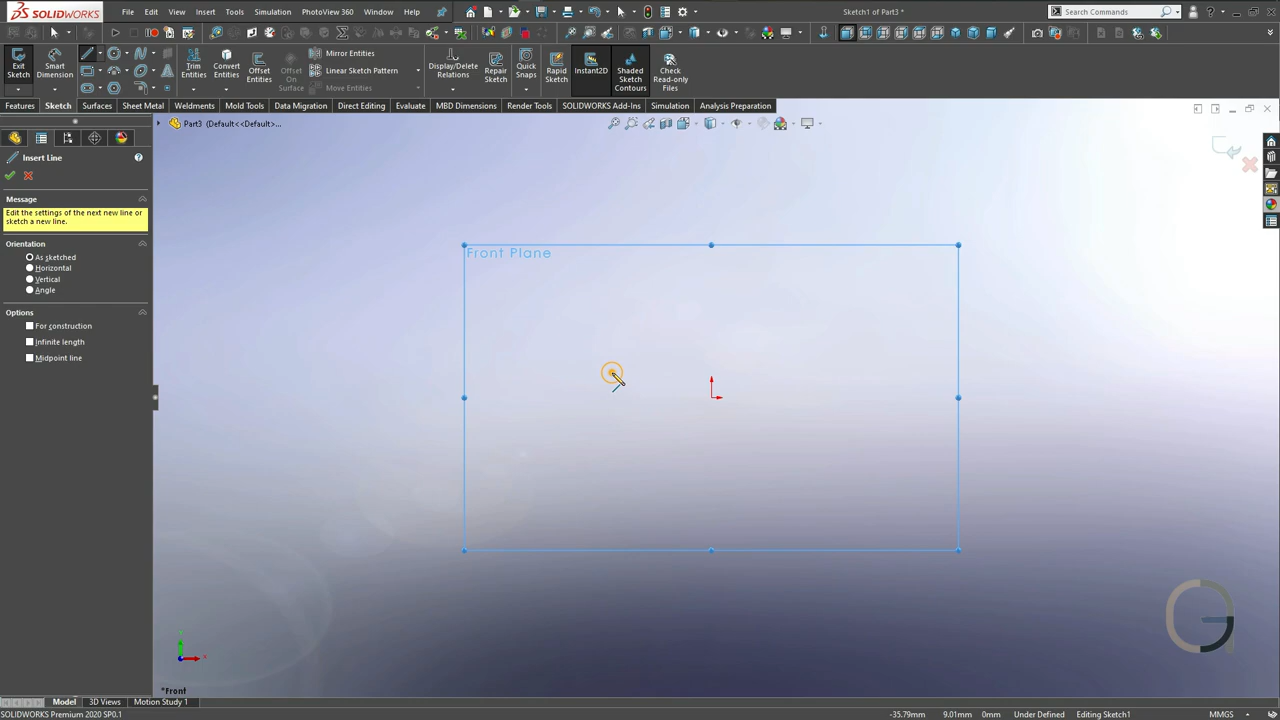 SOLIDWORKS
File Edit View Insert Tools Simulation PhotoView 360 Window Help
Sketch1 of Part3 *
Search Commands
Exit Sketch
Smart Dimension
Trim Entities
Convert Entities
Offset Entities
Offset On Surface
Mirror Entities
Linear Sketch Pattern
Move Entities
Display/Delete Relations
Repair Sketch
Quick Snaps
Rapid Sketch
Instant2D
Shaded Sketch Contours
Check Read-only Files
Features Sketch Surfaces Sheet Metal Weldments Mold Tools Data Migration Direct Editing Evaluate MBD Dimensions Render Tools SOLIDWORKS Add-Ins Simulation Analysis Preparation
Part3 (Default<<Default>...
Insert Line
Message
Edit the settings of the next new line or
sketch a new line.
Orientation
As sketched
Horizontal
Vertical
Angle
Options
For construction
Infinite length
Midpoint line
Front Plane
*Front
Model 3D Views Motion Study 1
SOLIDWORKS Premium 2020 SP0.1
-35.79mm 9.01mm 0mm Under Defined Editing Sketch1 MMGS